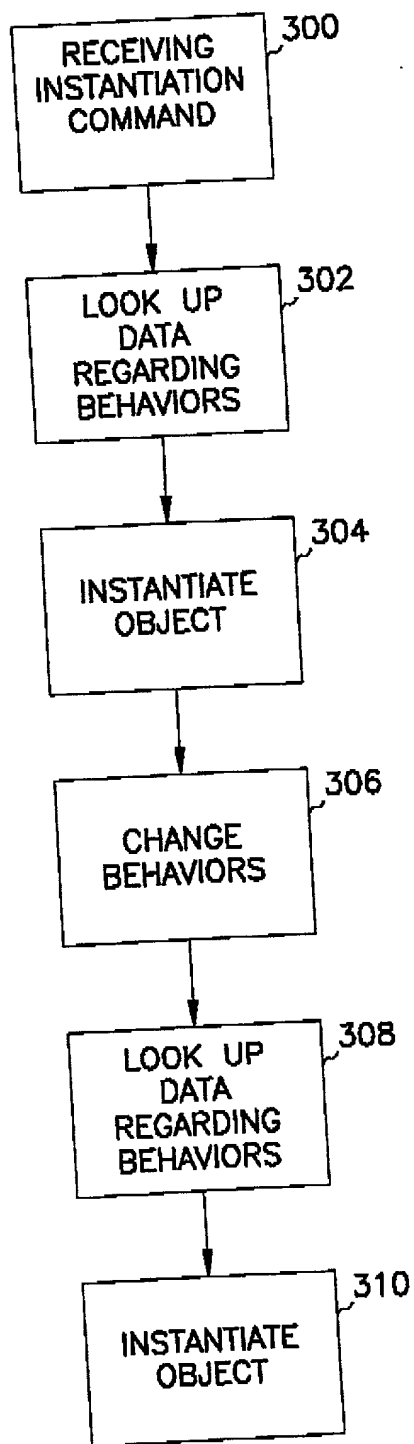 300
RECEIVING
INSTANTIATION
COMMAND
302
LOOK UP
DATA
REGARDING
BEHAVIORS
304
INSTANTIATE
OBJECT
306
CHANGE
BEHAVIORS
308
LOOK UP
DATA
REGARDING
BEHAVIORS
310
INSTANTIATE
OBJECT